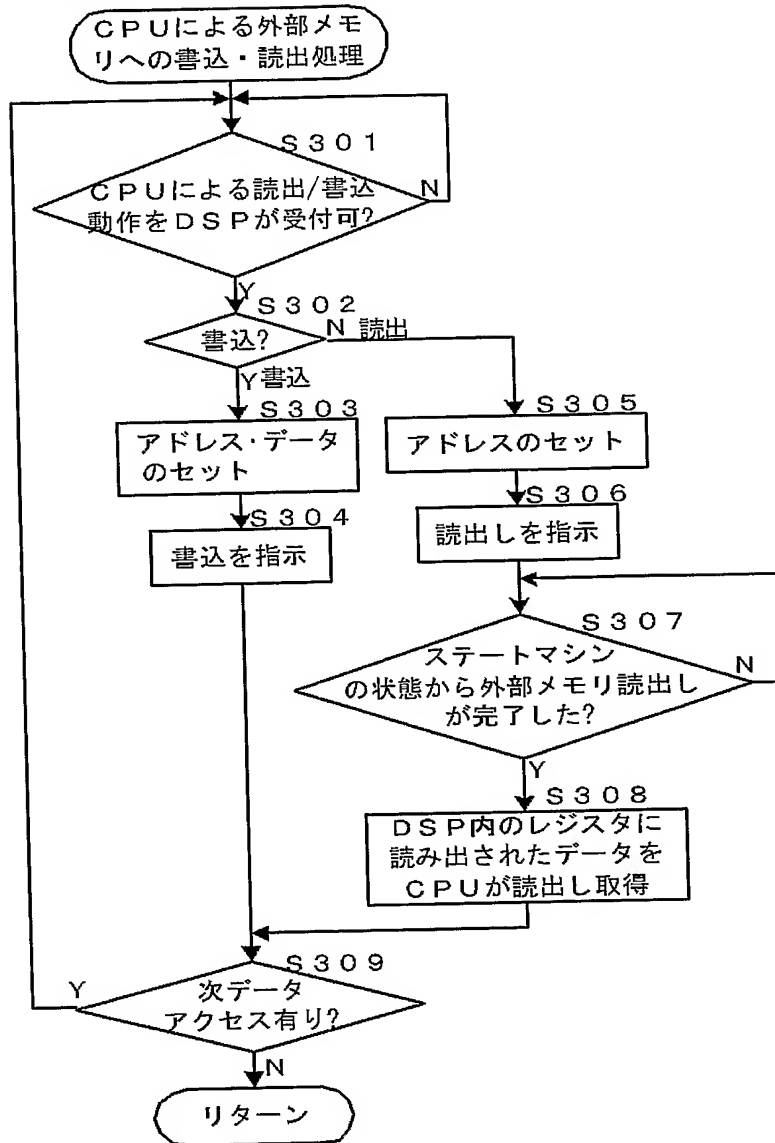 CPUによる外部メモ
リへの書込・読出処理
S301
CPUによる読出/書込
動作をDSPが受付可?
N
Y
S302
書込?
N 読出
Y書込
S303
アドレス・データ
のセット
S305
アドレスのセット
S304
書込を指示
S306
読出しを指示
S307
ステートマシン
の状態から外部メモリ読出し
が完了した?
N
Y
S308
DSP内のレジスタに
読み出されたデータを
CPUが読出し取得
S309
Y
次データ
アクセス有り?
N
リターン